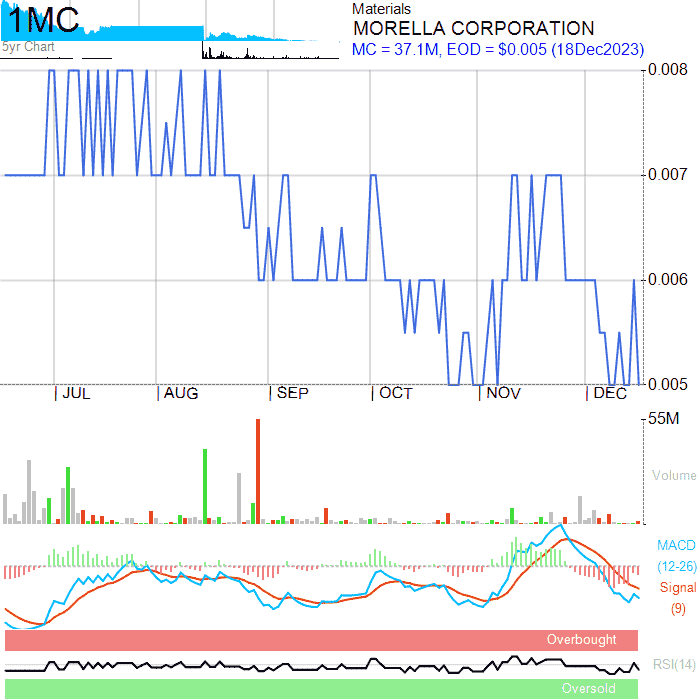 1MC
5yr Chart
Materials
MORELLA CORPORATION
MC = 37.1M, EOD = $0.005 (18Dec2023)
0.008
0.007
0.006
0.005
JUL AUG SEP OCT NOV DEC
55M
Volume
MACD
(12-26)
Signal
(9)
Overbought
RSI(14)
Oversold